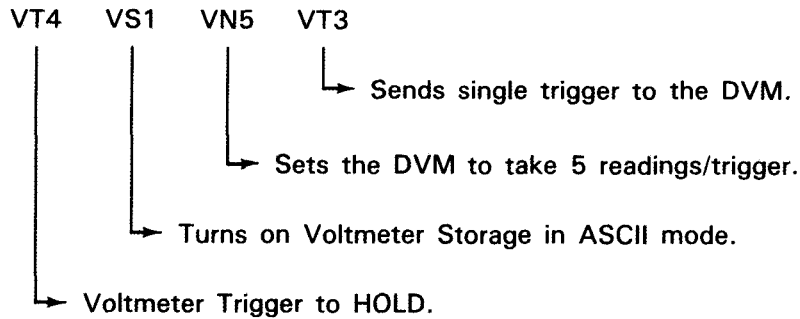 VT4 VS1 VN5 VT3
Sends single trigger to the DVM.
Sets the DVM to take 5 readings/trigger.
Turns on Voltmeter Storage in ASCII mode.
Voltmeter Trigger to HOLD.